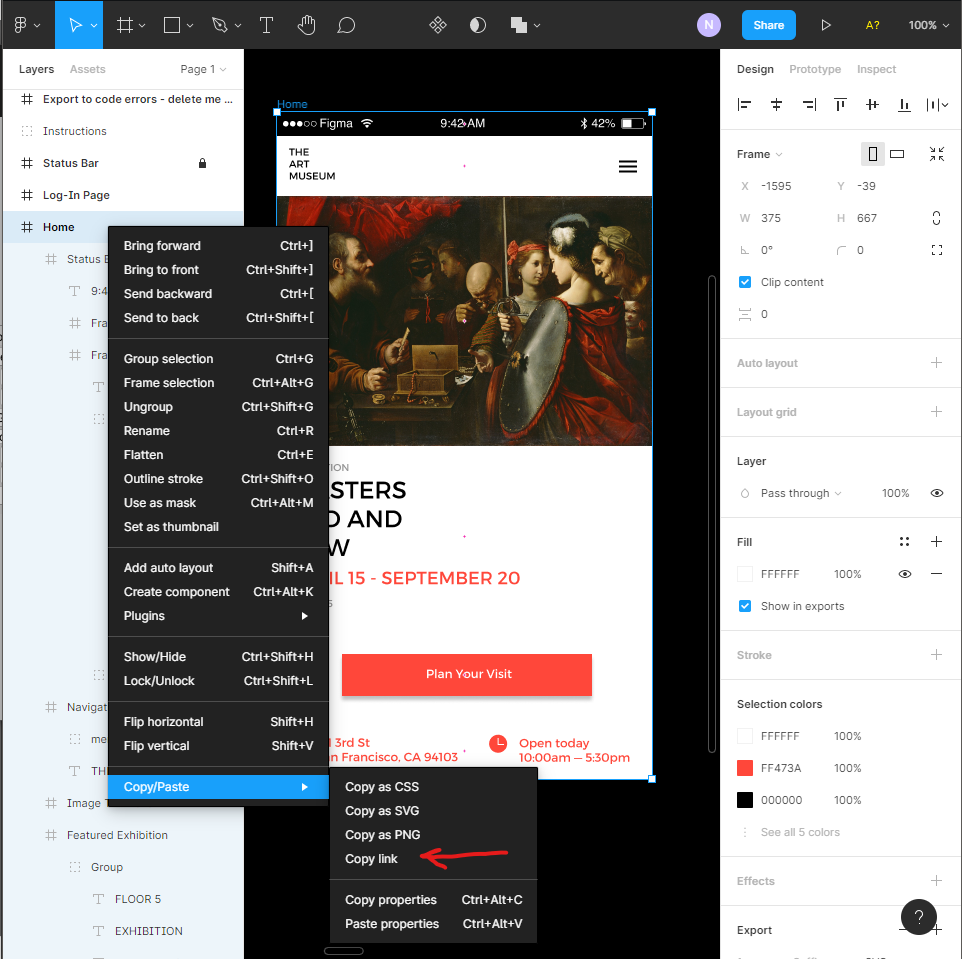 N
Share
A?
100%
Layers
Assets
Page 1
Export to code errors - delete me ...
Instructions
Status Bar
Log-In Page
Home
Status B
9:4
Fra
Fra
Navigat
me
TH
Image T
Featured Exhibition
Group
FLOOR 5
EXHIBITION
Bring forward Ctrl+]
Bring to front Ctrl+Shift+]
Send backward Ctrl+[
Send to back Ctrl+Shift+[
Group selection Ctrl+G
Frame selection Ctrl+Alt+G
Ungroup Ctrl+Shift+G
Rename Ctrl+R
Flatten Ctrl+E
Outline stroke Ctrl+Shift+O
Use as mask Ctrl+Alt+M
Set as thumbnail
Add auto layout Shift+A
Create component Ctrl+Alt+K
Plugins
Show/Hide Ctrl+Shift+H
Lock/Unlock Ctrl+Shift+L
Flip horizontal Shift+H
Flip vertical Shift+V
Copy/Paste
Copy as CSS
Copy as SVG
Copy as PNG
Copy link
Copy properties Ctrl+Alt+C
Paste properties Ctrl+Alt+V
Home
Figma 9:42 AM 42%
THE
ART
MUSEUM
TION
STERS
D AND
W
IL 15 - SEPTEMBER 20
5
Plan Your Visit
3rd St
n Francisco, CA 94103
Open today
10:00am — 5:30pm
Design
Prototype
Inspect
Frame
X -1595 Y -39
W 375 H 667
0° 0
Clip content
0
Auto layout
Layout grid
Layer
Pass through 100%
Fill
FFFFFF 100%
Show in exports
Stroke
Selection colors
FFFFFF 100%
FF473A 100%
000000 100%
See all 5 colors
Effects
?
Export